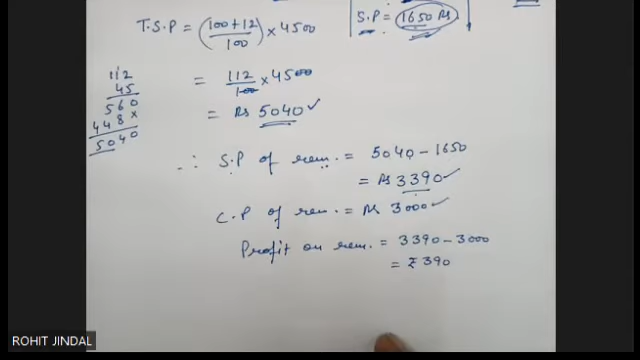 S.P = 1650 Rs
T.S.P = (100+12/100) × 4500
112
45
560
448×
5040
= 112/100 × 4500
= Rs 5040 ✓
∴ S.P of rem. = 5040 - 1650
= Rs 3390 ✓
C.P of rem. = Rs 3000 ✓
Profit on rem. = 3390 - 3000
= ₹ 390
ROHIT JINDAL